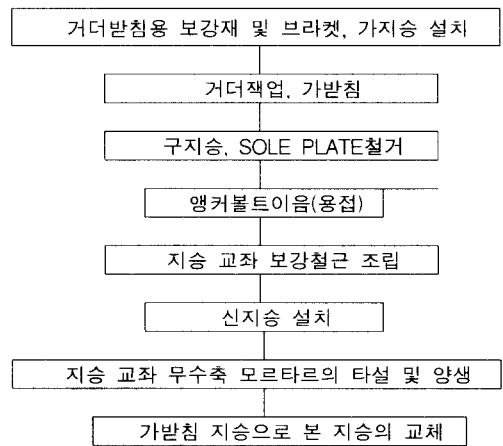 거더받침용 보강재 및 브라켓, 가지승 설치
거더잭업, 가받침
구지승, SOLE PLATE철거
앵커볼트이음(용접)
지승 교좌 보강철근 조립
신지승 설치
지승 교좌 무수축 모르타르의 타설 및 양생
가받침 지승으로 본 지승의 교체